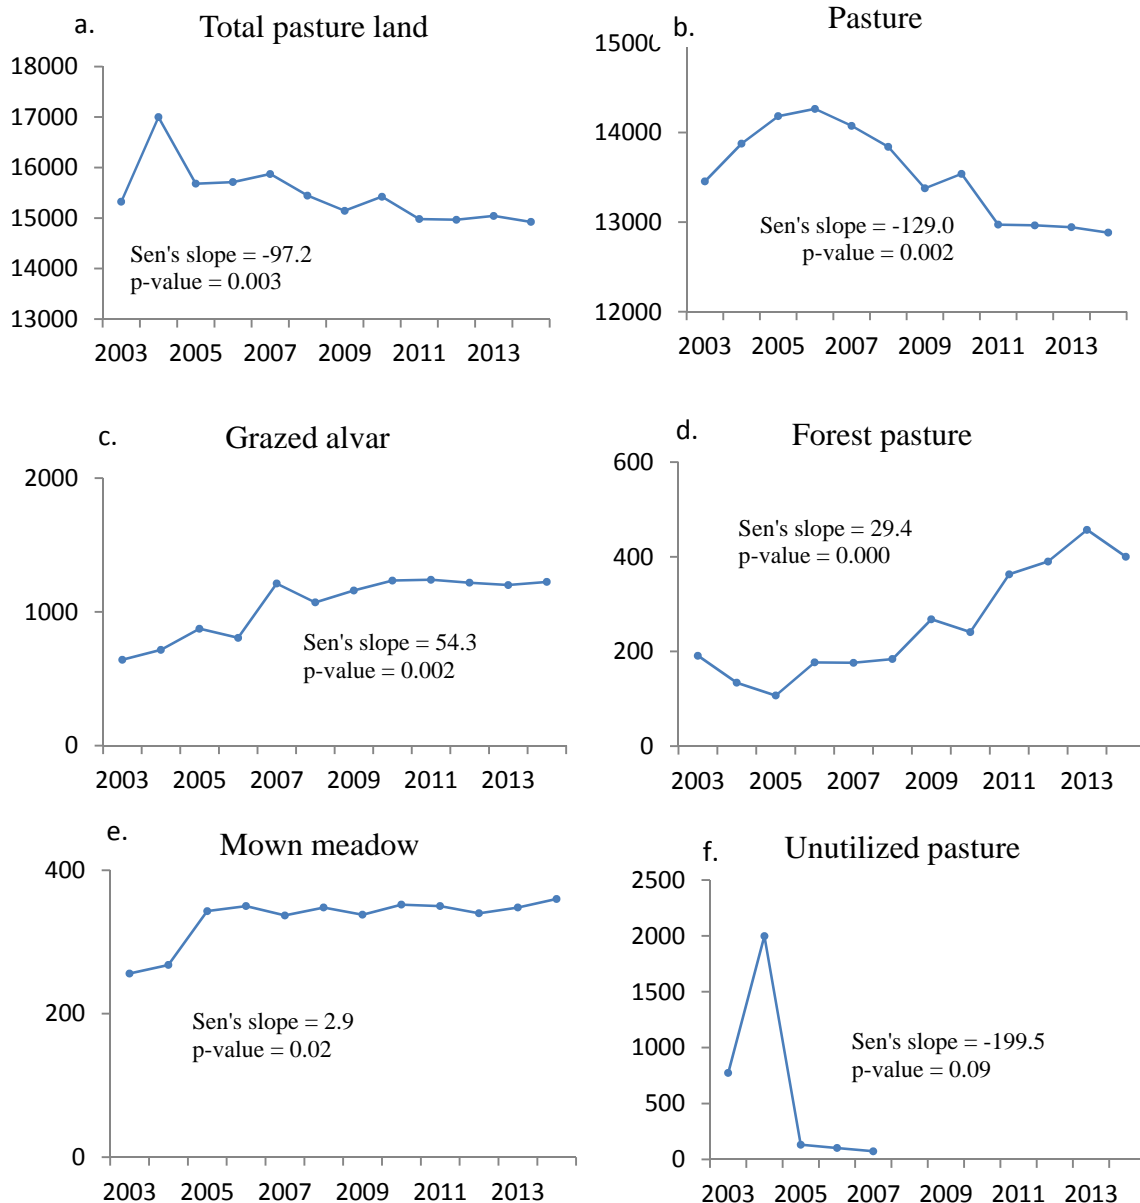 a.
Total pasture land
18000
17000
16000
15000
14000
13000
Sen's slope = -97.2
p-value = 0.003
2003 2005 2007 2009 2011 2013
b.
Pasture
15000
14000
13000
12000
Sen's slope = -129.0
p-value = 0.002
2003 2005 2007 2009 2011 2013
c.
Grazed alvar
2000
1000
0
Sen's slope = 54.3
p-value = 0.002
2003 2005 2007 2009 2011 2013
d.
Forest pasture
600
400
200
0
Sen's slope = 29.4
p-value = 0.000
2003 2005 2007 2009 2011 2013
e.
Mown meadow
400
200
0
Sen's slope = 2.9
p-value = 0.02
2003 2005 2007 2009 2011 2013
f.
Unutilized pasture
2500
2000
1500
1000
500
0
Sen's slope = -199.5
p-value = 0.09
2003 2005 2007 2009 2011 2013